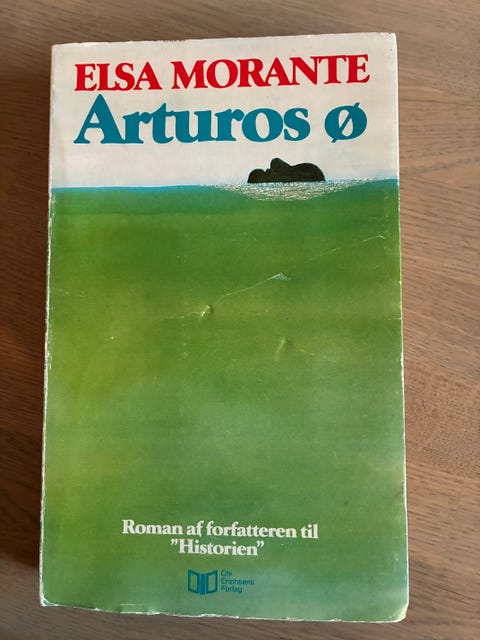 ELSA MORANTE
Arturos ø
Roman af forfatteren til
"Historien"
Chr.
Erichsens
Forlag